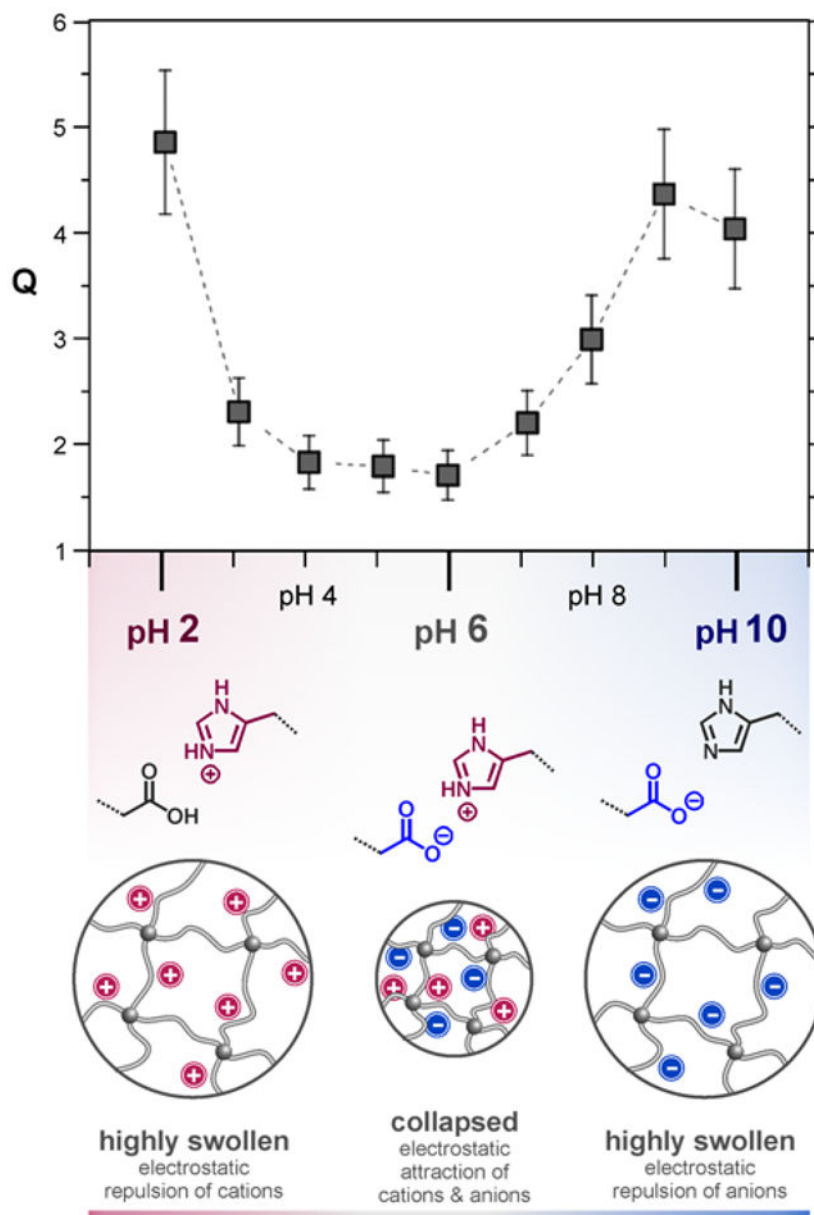 6
5
4
Q
3
2
1
pH 4
pH 8
pH 2
pH 6
pH 10
H
N
HN
⊕
O
OH
H
N
HN
⊕
O
O
⊖
H
N
N
O
O
⊖
+
+
+
+
+
+
+
−
+
−
−
+
+
+
−
−
−
−
−
−
−
−
highly swollen
electrostatic
repulsion of cations
collapsed
electrostatic
attraction of
cations & anions
highly swollen
electrostatic
repulsion of anions